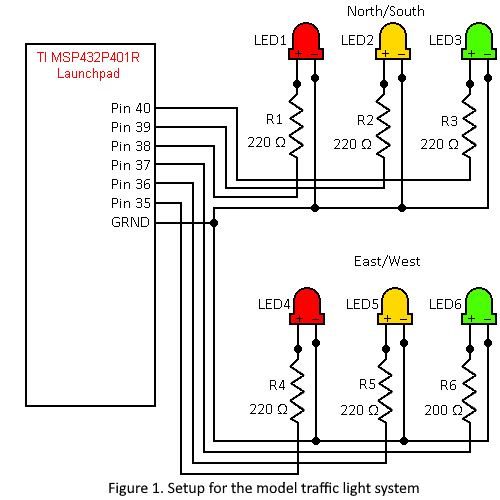 North/South
LED1
LED2
LED3
+ −
+ −
+ −
TI MSP432P401R
Launchpad
Pin 40
Pin 39
Pin 38
Pin 37
Pin 36
Pin 35
GRND
R1
220 Ω
R2
220 Ω
R3
220 Ω
East/West
LED4
LED5
LED6
+ −
+ −
+ −
R4
220 Ω
R5
220 Ω
R6
200 Ω
Figure 1. Setup for the model traffic light system